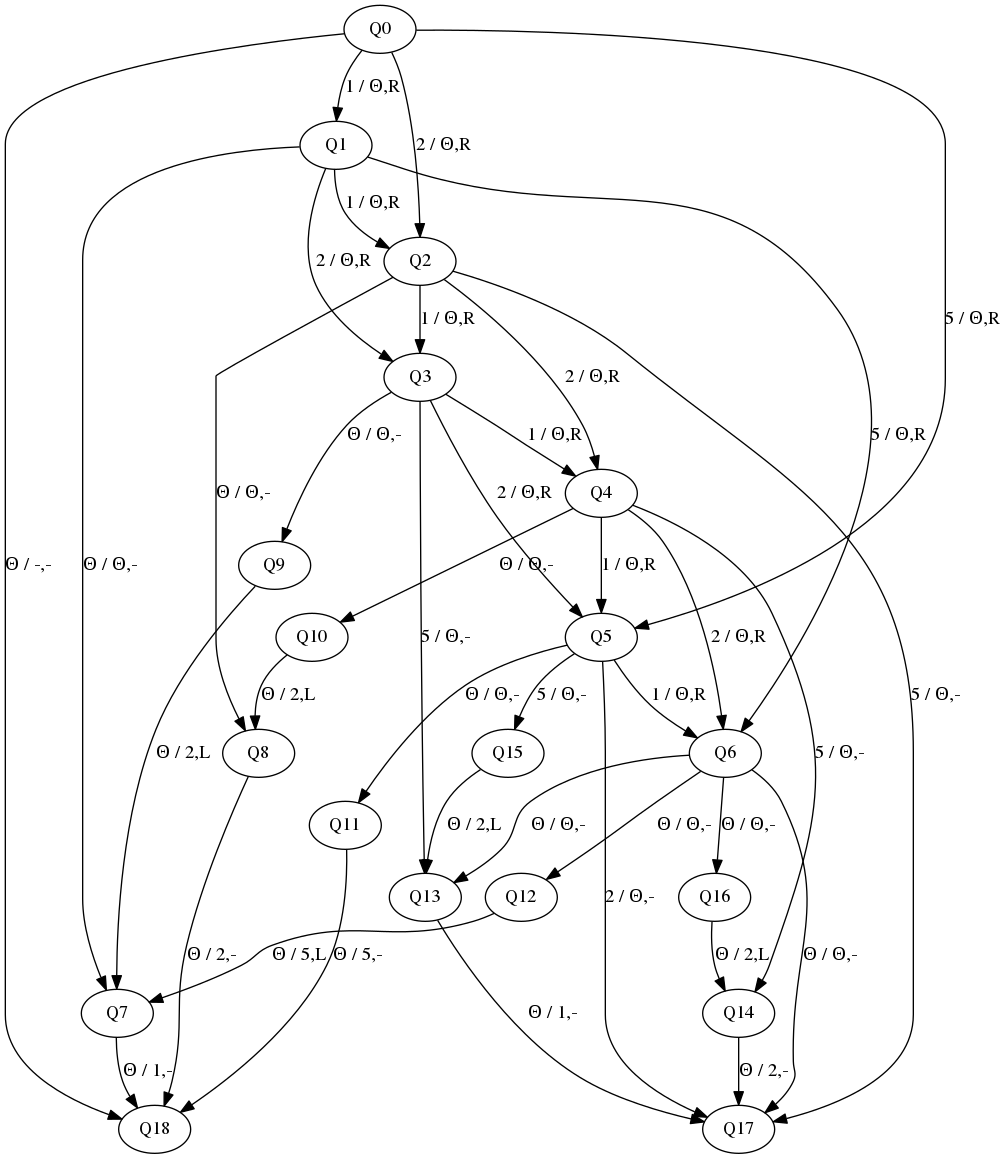 Q0
1 / Θ,R
Q1
2 / Θ,R
1 / Θ,R
2 / Θ,R
Q2
1 / Θ,R
5 / Θ,R
Q3
2 / Θ,R
Θ / Θ,-
1 / Θ,R
5 / Θ,R
Θ / Θ,-
2 / Θ,R
Q4
Θ / -,-
Θ / Θ,-
Q9
Θ / Θ,-
1 / Θ,R
Q10
5 / Θ,-
Q5
2 / Θ,R
Θ / 2,L
Θ / Θ,-
5 / Θ,-
1 / Θ,R
5 / Θ,-
Θ / 2,L
Q8
Q15
Q6
5 / Θ,-
Q11
Θ / 2,L
Θ / Θ,-
Θ / Θ,-
Θ / Θ,-
Q13
Q12
2 / Θ,-
Q16
Θ / 2,-
Θ / 5,L
Θ / 5,-
Θ / 2,L
Θ / Θ,-
Q7
Θ / 1,-
Q14
Θ / 1,-
Θ / 2,-
Q18
Q17